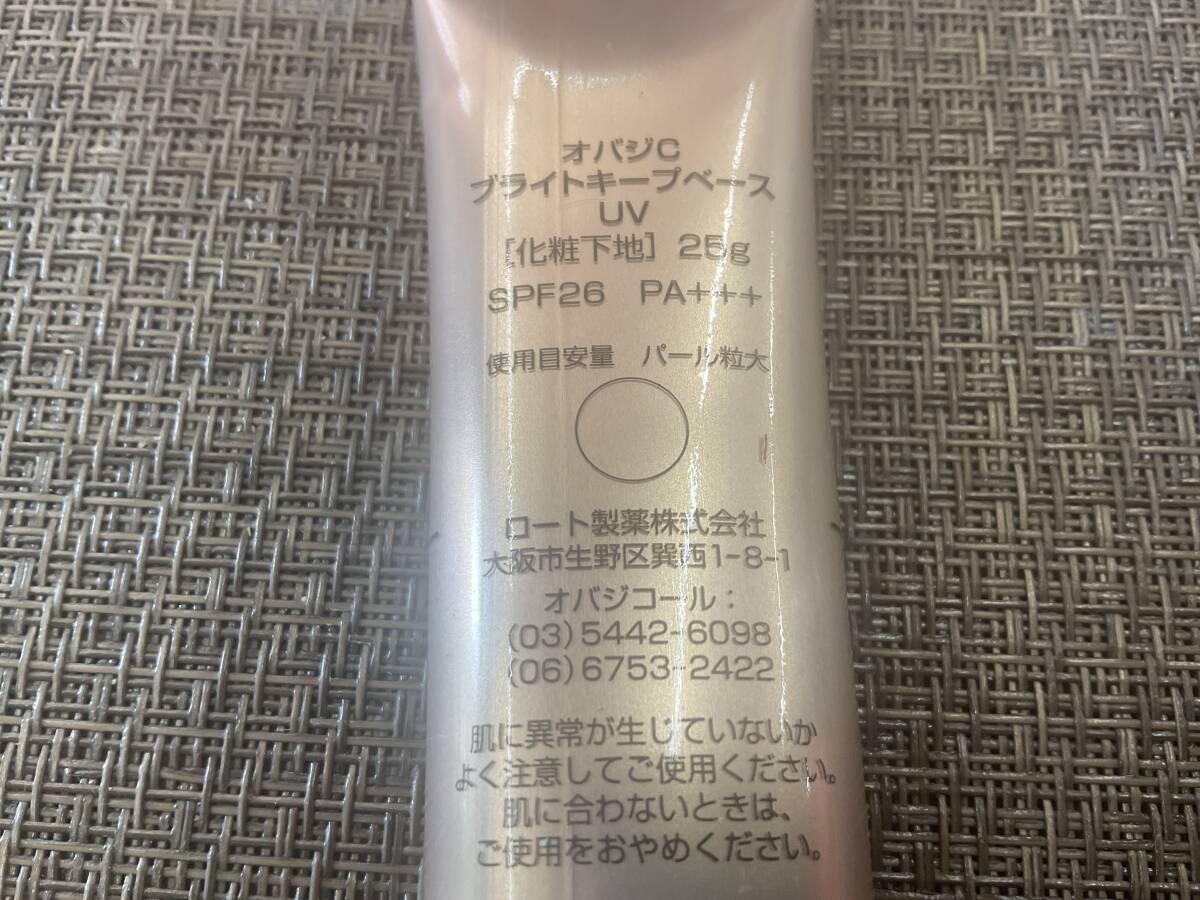 オバジC
ブライトキープベース
UV
[化粧下地] 25g
SPF26 PA+++
使用目安量 パール粒大
ロート製薬株式会社
大阪市生野区巽西1-8-1
オバジコール:
(03)5442-6098
(06)6753-2422
肌に異常が生じていないか
よく注意してご使用ください。
肌に合わないときは、
ご使用をおやめください。